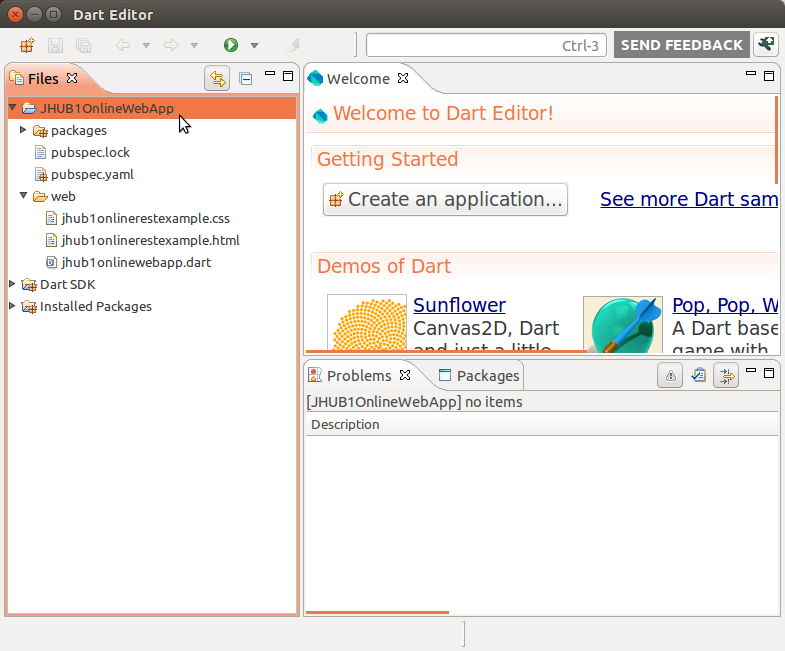 Dart Editor
Ctrl-3
SEND FEEDBACK
Files
JHUB1OnlineWebApp
packages
pubspec.lock
pubspec.yaml
web
jhub1onlinerestexample.css
jhub1onlinerestexample.html
jhub1onlinewebapp.dart
Dart SDK
Installed Packages
Welcome
Welcome to Dart Editor!
Getting Started
Create an application...
See more Dart sam
Demos of Dart
Sunflower
Canvas2D, Dart
and just a little
Pop, Pop, W
A Dart base
game with
Problems
Packages
[JHUB1OnlineWebApp] no items
Description